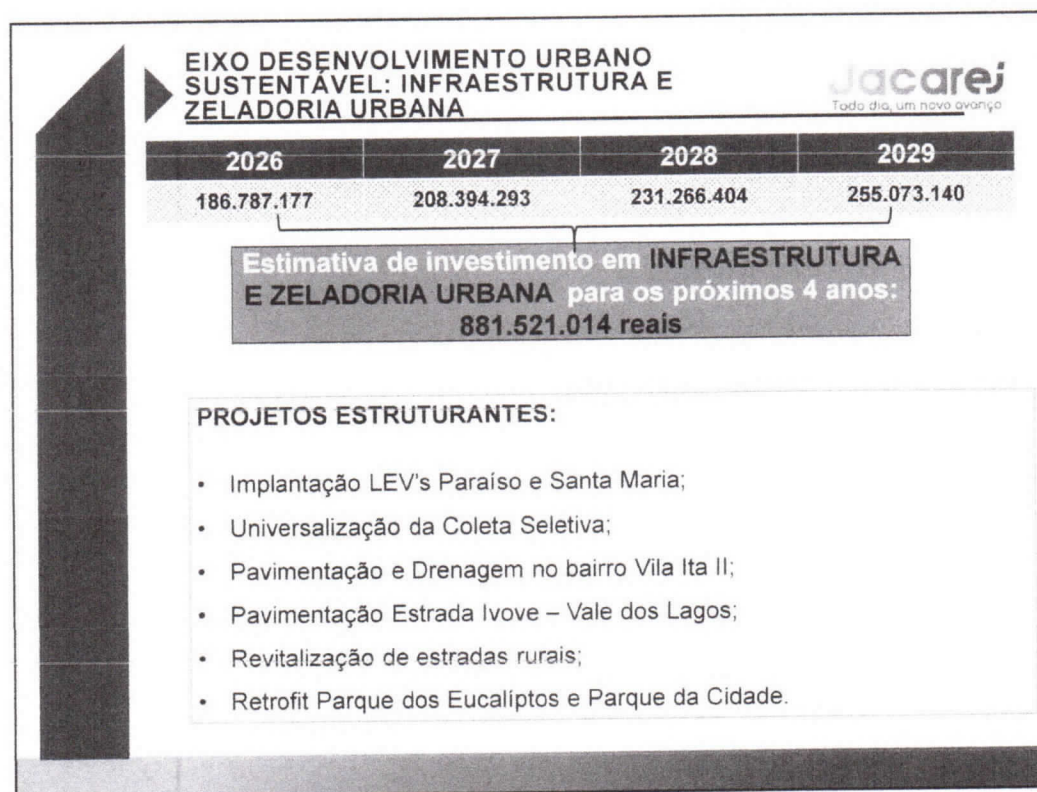 EIXO DESENVOLVIMENTO URBANO
SUSTENTÁVEL: INFRAESTRUTURA E
ZELADORIA URBANA
Jacareí
Todo dia, um novo avanço
2026 2027 2028 2029
186.787.177 208.394.293 231.266.404 255.073.140
Estimativa de investimento em INFRAESTRUTURA
E ZELADORIA URBANA para os próximos 4 anos:
881.521.014 reais
PROJETOS ESTRUTURANTES:
• Implantação LEV's Paraíso e Santa Maria;
• Universalização da Coleta Seletiva;
• Pavimentação e Drenagem no bairro Vila Ita II;
• Pavimentação Estrada Ivove – Vale dos Lagos;
• Revitalização de estradas rurais;
• Retrofit Parque dos Eucalíptos e Parque da Cidade.